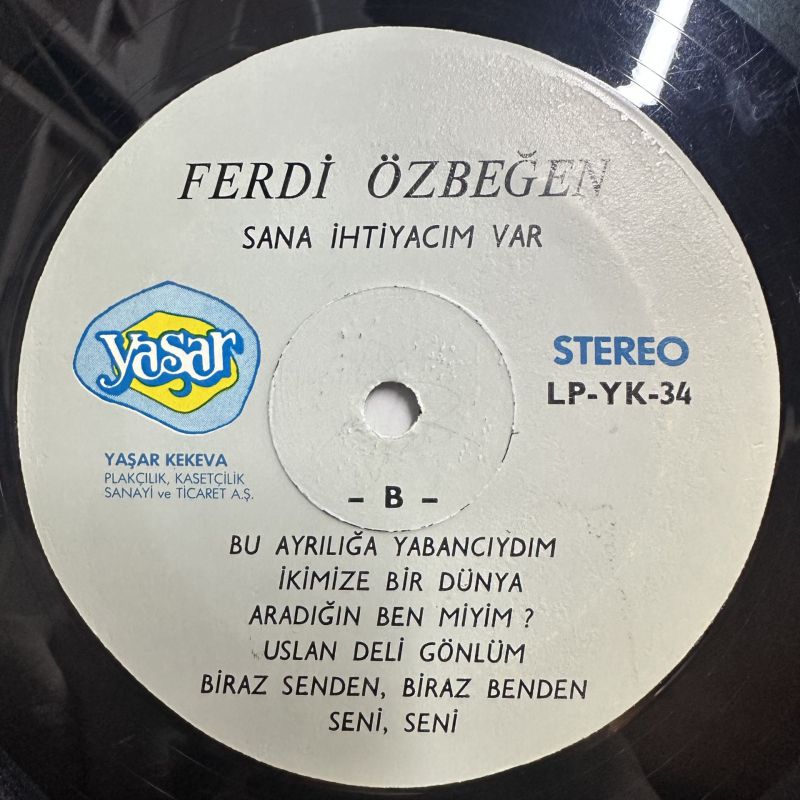 FERDİ ÖZBEĞEN
SANA İHTİYACIM VAR
yaşar
STEREO
LP-YK-34
YAŞAR KEKEVA
PLAKÇILIK, KASETÇİLİK
SANAYİ ve TİCARET A.Ş.
- B -
BU AYRILIĞA YABANCIYDIM
İKİMİZE BİR DÜNYA
ARADIĞIN BEN MİYİM ?
USLAN DELİ GÖNLÜM
BİRAZ SENDEN, BİRAZ BENDEN
SENİ, SENİ